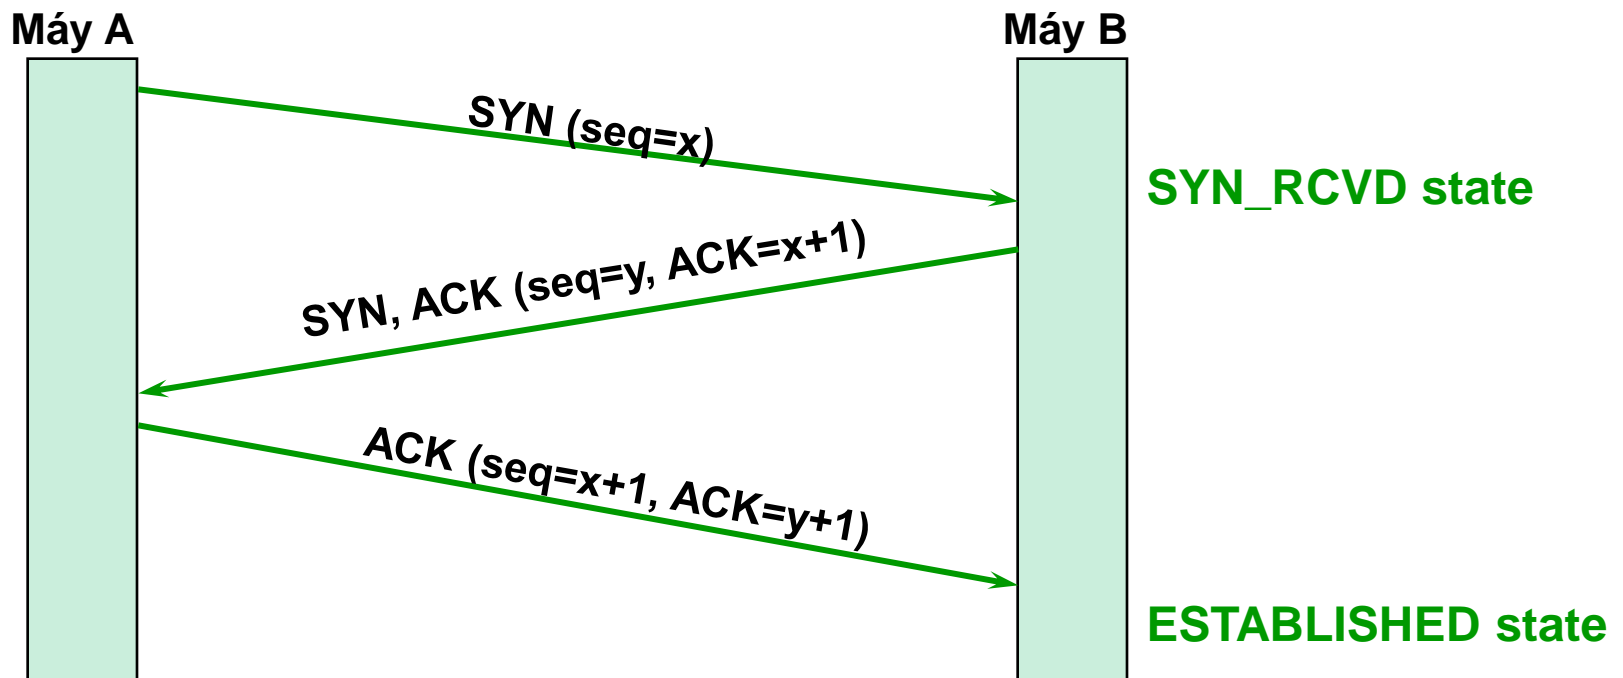 Máy A
Máy B
SYN (seq=x)
SYN_RCVD state
SYN, ACK (seq=y, ACK=x+1)
ACK (seq=x+1, ACK=y+1)
ESTABLISHED state